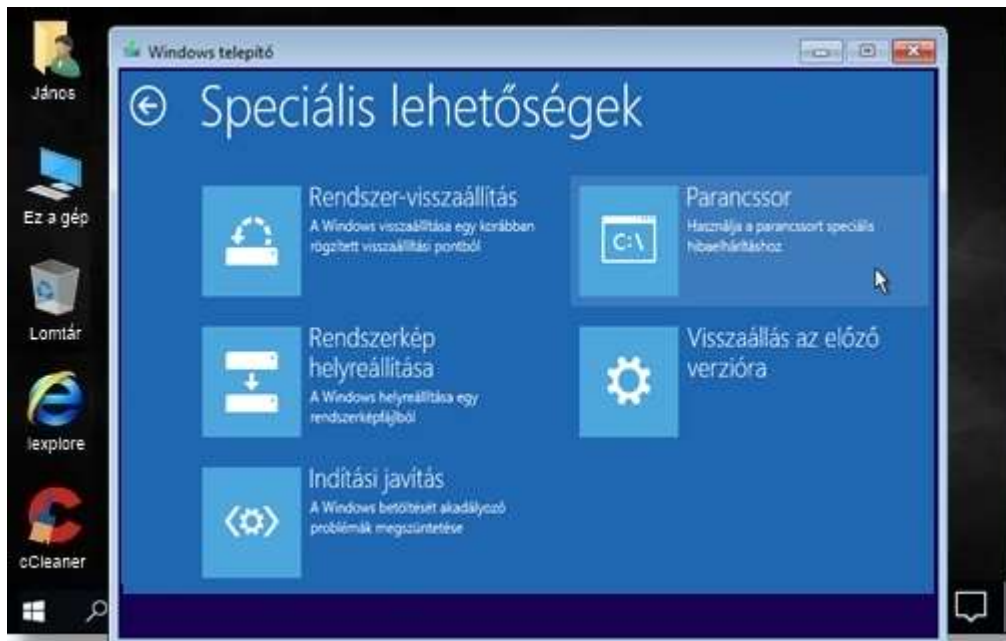 János
Ez a gép
Lomtár
Iexplore
cCleaner
Windows telepítő
Speciális lehetőségek
Rendszer-visszaállítás
A Windows visszaállítása egy korábban
rögzített visszaállítási pontból
Parancssor
Használja a parancssort speciális
hibaelhárításhoz
C:\
Rendszerkép
helyreállítása
A Windows helyreállítása egy
rendszerképfájlból
Visszaállás az előző
verzióra
Indítási javítás
A Windows betöltését akadályozó
problémák megszüntetése